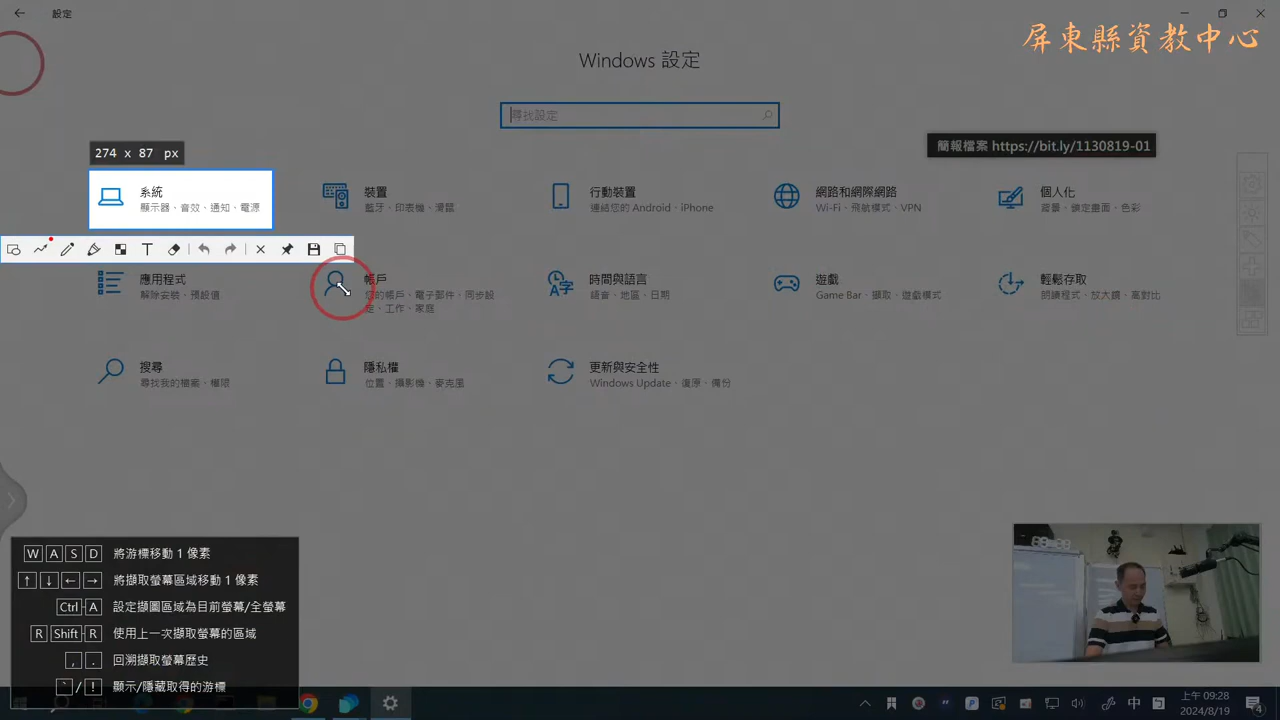 設定
屏東縣資教中心
Windows 設定
尋找設定
簡報檔案 https://bit.ly/1130819-01
274 x 87 px
系統
顯示器、音效、通知、電源
裝置
藍牙、印表機、滑鼠
行動裝置
連結您的 Android、iPhone
網路和網際網路
Wi-Fi、飛航模式、VPN
個人化
背景、鎖定畫面、色彩
T
應用程式
解除安裝、預設值
帳戶
您的帳戶、電子郵件、同步設
定、工作、家庭
時間與語言
語音、地區、日期
遊戲
Game Bar、擷取、遊戲模式
輕鬆存取
朗讀程式、放大鏡、高對比
搜尋
尋找我的檔案、權限
隱私權
位置、攝影機、麥克風
更新與安全性
Windows Update、復原、備份
W A S D 將游標移動 1 像素
↑ ↓ ← → 將擷取螢幕區域移動 1 像素
Ctrl A 設定擷圖區域為目前螢幕/全螢幕
R Shift R 使用上一次擷取螢幕的區域
, . 回溯擷取螢幕歷史
` / ! 顯示/隱藏取得的游標
中
上午 09:28
2024/8/19
4